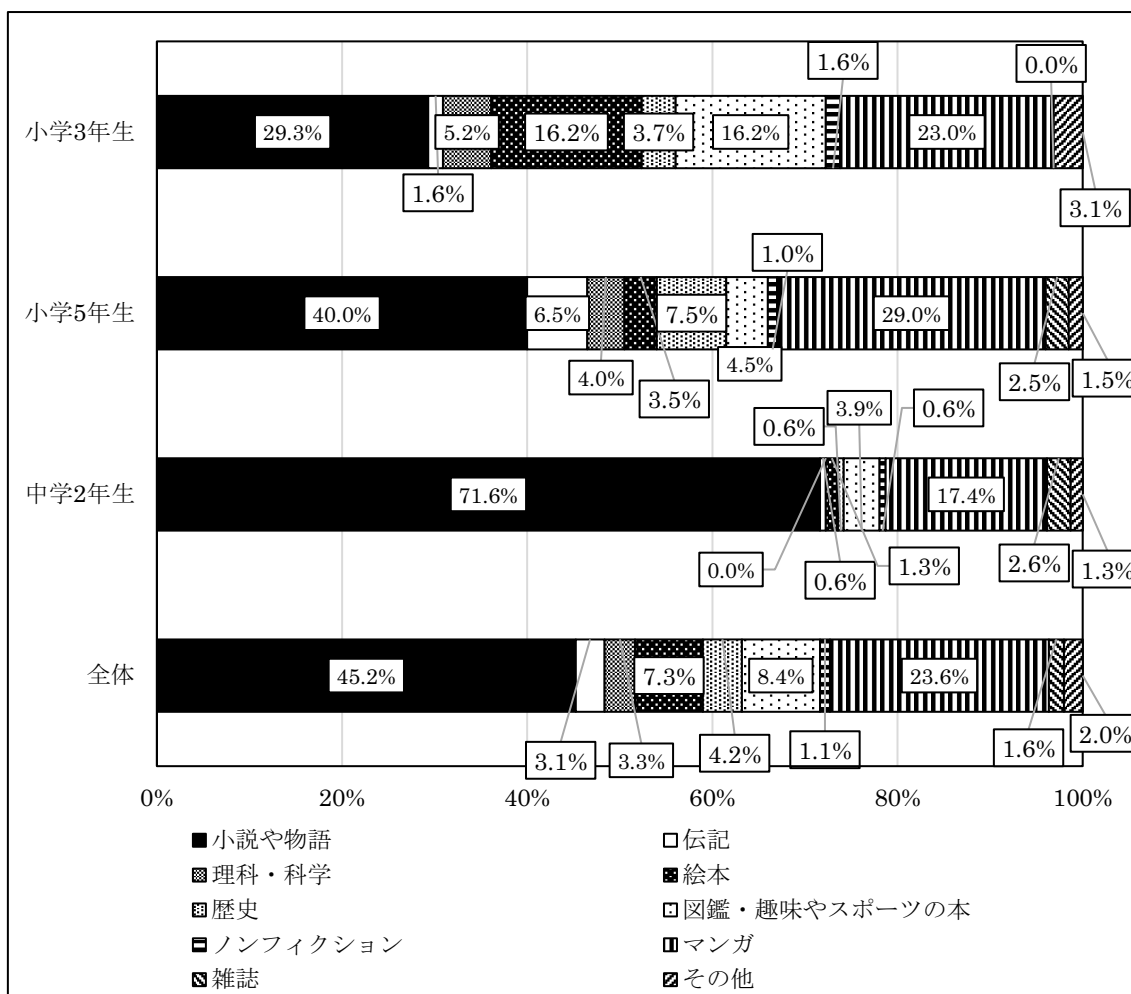 1.6% 0.0%
小学3年生 29.3% 5.2% 16.2% 3.7% 16.2% 23.0%
1.6% 3.1%
1.0%
小学5年生 40.0% 6.5% 7.5% 29.0%
4.0% 3.5% 4.5% 2.5% 1.5%
0.6% 3.9% 0.6%
中学2年生 71.6% 17.4%
0.0% 0.6% 1.3% 2.6% 1.3%
全体 45.2% 7.3% 8.4% 23.6%
3.1% 3.3% 4.2% 1.1% 1.6% 2.0%
0% 20% 40% 60% 80% 100%
小説や物語 伝記
理科・科学 絵本
歴史 図鑑・趣味やスポーツの本
ノンフィクション マンガ
雑誌 その他